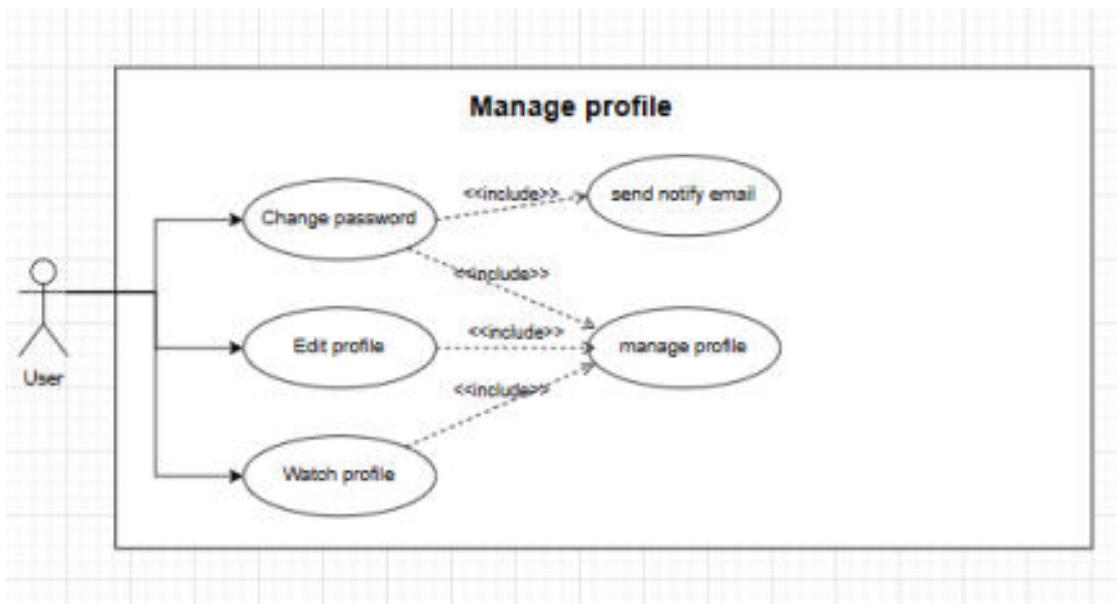 Manage profile
<<include>>
send notify email
Change password
<<include>>
<<include>>
Edit profile
manage profile
User
<<include>>
Watch profile